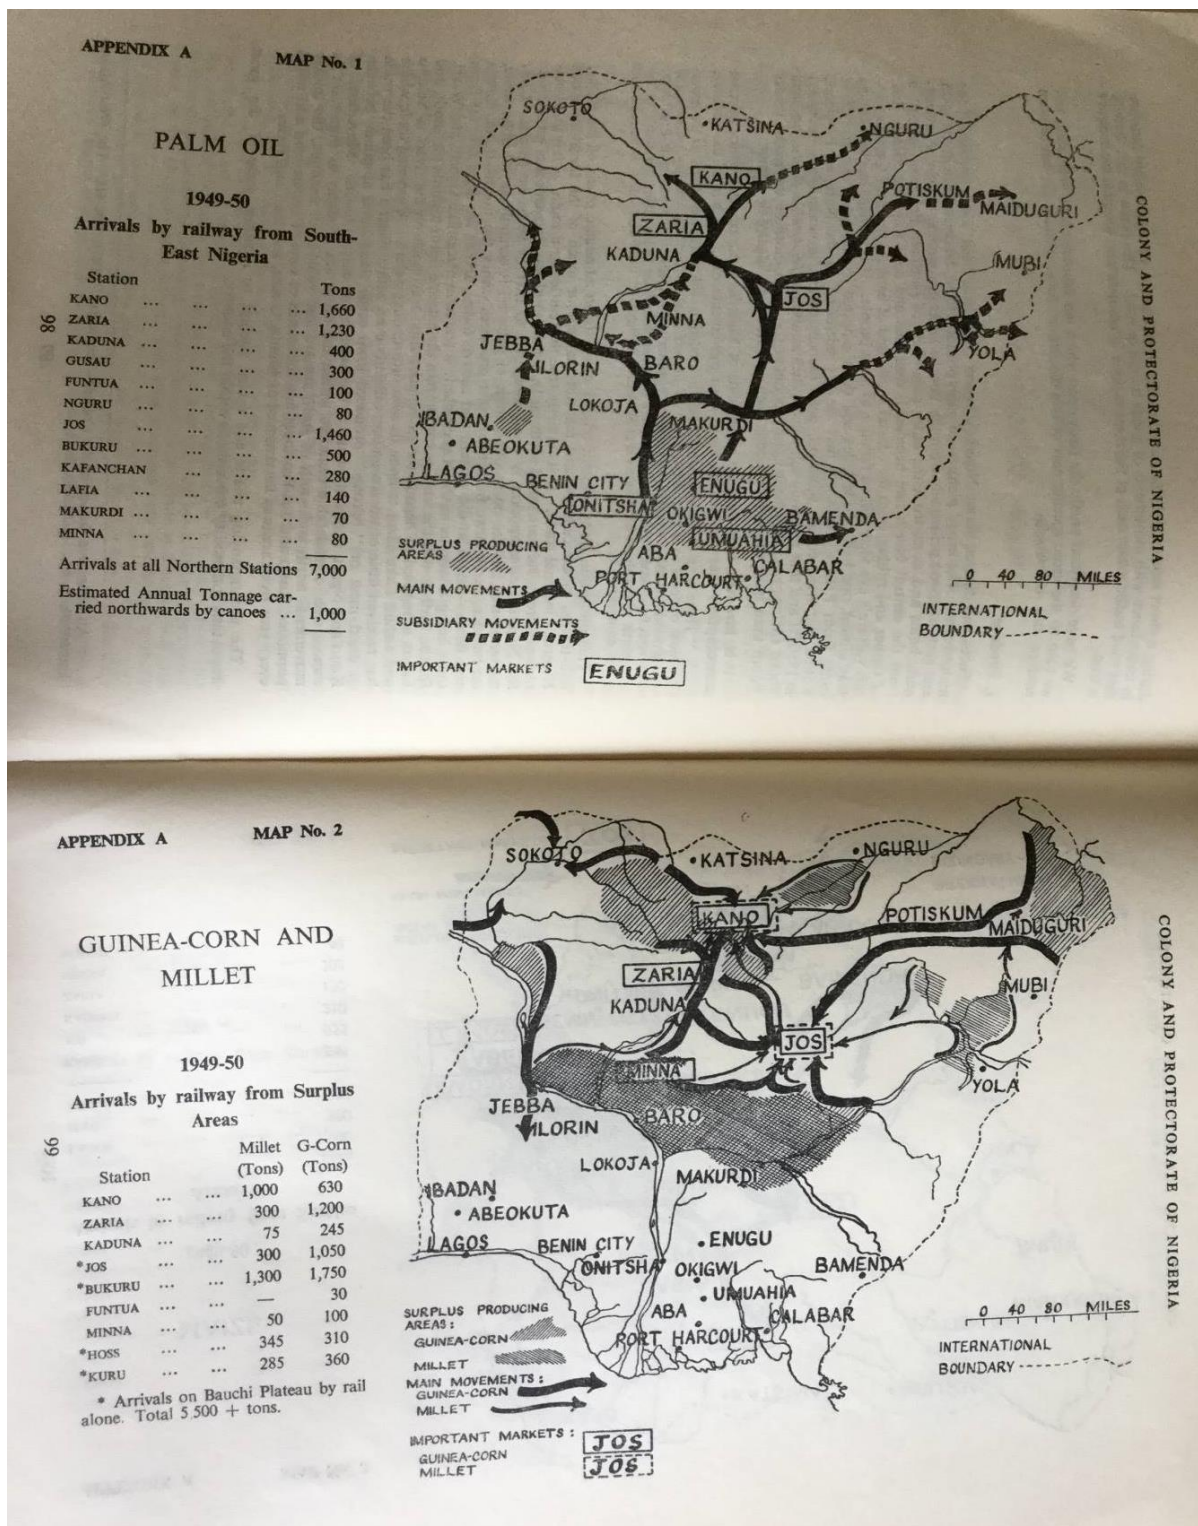 APPENDIX A MAP No. 1
PALM OIL
1949-50
Arrivals by railway from South-
East Nigeria
Station Tons
KANO ... ... ... ... 1,660
ZARIA ... ... ... ... 1,230
KADUNA ... ... ... ... 400
GUSAU ... ... ... ... 300
FUNTUA ... ... ... ... 100
NGURU ... ... ... ... 80
JOS ... ... ... ... 1,460
BUKURU ... ... ... ... 500
KAFANCHAN ... ... ... 280
LAFIA ... ... ... ... 140
MAKURDI ... ... ... ... 70
MINNA ... ... ... ... 80
Arrivals at all Northern Stations 7,000
Estimated Annual Tonnage car-
ried northwards by canoes ... 1,000
98
SOKOTO
KATSINA
NGURU
KANO
POTISKUM
MAIDUGURI
ZARIA
KADUNA
MUBI
JOS
MINNA
JEBBA
YOLA
ILORIN
BARO
LOKOJA
MAKURDI
IBADAN
ABEOKUTA
LAGOS
BENIN CITY
ENUGU
ONITSHA
OKIGWI
BAMENDA
UMUAHIA
ABA
CALABAR
PORT HARCOURT
SURPLUS PRODUCING
AREAS
MAIN MOVEMENTS
SUBSIDIARY MOVEMENTS
IMPORTANT MARKETS ENUGU
0 40 80 MILES
INTERNATIONAL
BOUNDARY
COLONY AND PROTECTORATE OF NIGERIA
APPENDIX A MAP No. 2
GUINEA-CORN AND
MILLET
1949-50
Arrivals by railway from Surplus
Areas
Millet G-Corn
Station (Tons) (Tons)
KANO ... ... 1,000 630
ZARIA ... ... 300 1,200
KADUNA ... ... 75 245
*JOS ... ... 300 1,050
*BUKURU ... ... 1,300 1,750
FUNTUA ... ... — 30
MINNA ... ... 50 100
*HOSS ... ... 345 310
*KURU ... ... 285 360
* Arrivals on Bauchi Plateau by rail
alone. Total 5,500 + tons.
99
SOKOTO
KATSINA
NGURU
KANO
POTISKUM
MAIDUGURI
ZARIA
KADUNA
MUBI
JOS
MINNA
YOLA
JEBBA
BARO
ILORIN
LOKOJA
MAKURDI
IBADAN
ABEOKUTA
LAGOS
BENIN CITY
ENUGU
ONITSHA
OKIGWI
BAMENDA
UMUAHIA
ABA
CALABAR
PORT HARCOURT
SURPLUS PRODUCING
AREAS:
GUINEA-CORN
MILLET
MAIN MOVEMENTS:
GUINEA-CORN
MILLET
IMPORTANT MARKETS:
GUINEA-CORN JOS
MILLET JOS
0 40 80 MILES
INTERNATIONAL
BOUNDARY
COLONY AND PROTECTORATE OF NIGERIA